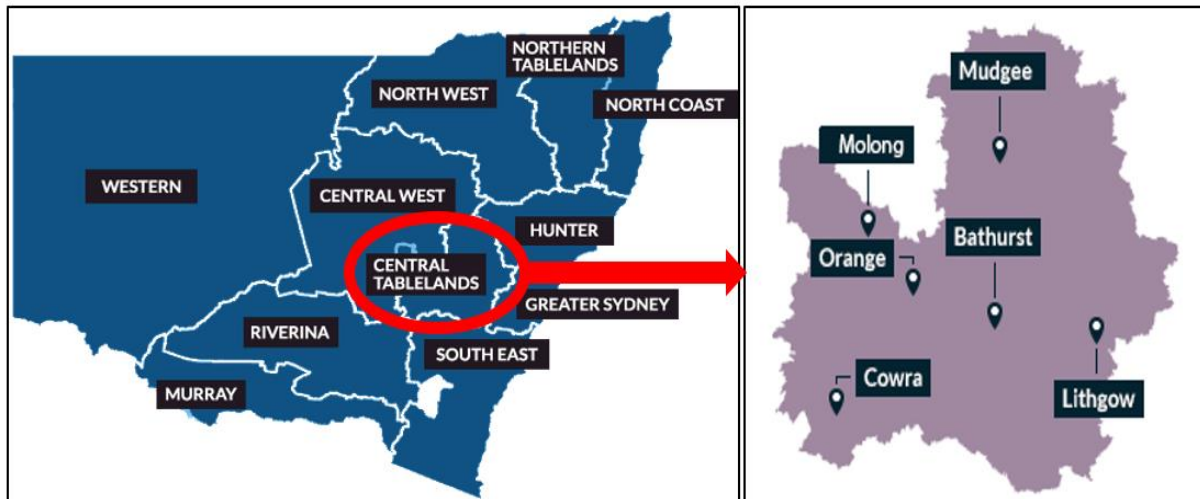 NORTHERN
TABLELANDS
NORTH WEST
NORTH COAST
WESTERN
CENTRAL WEST
HUNTER
CENTRAL
TABLELANDS
GREATER SYDNEY
RIVERINA
SOUTH EAST
MURRAY
Mudgee
Molong
Bathurst
Orange
Cowra
Lithgow